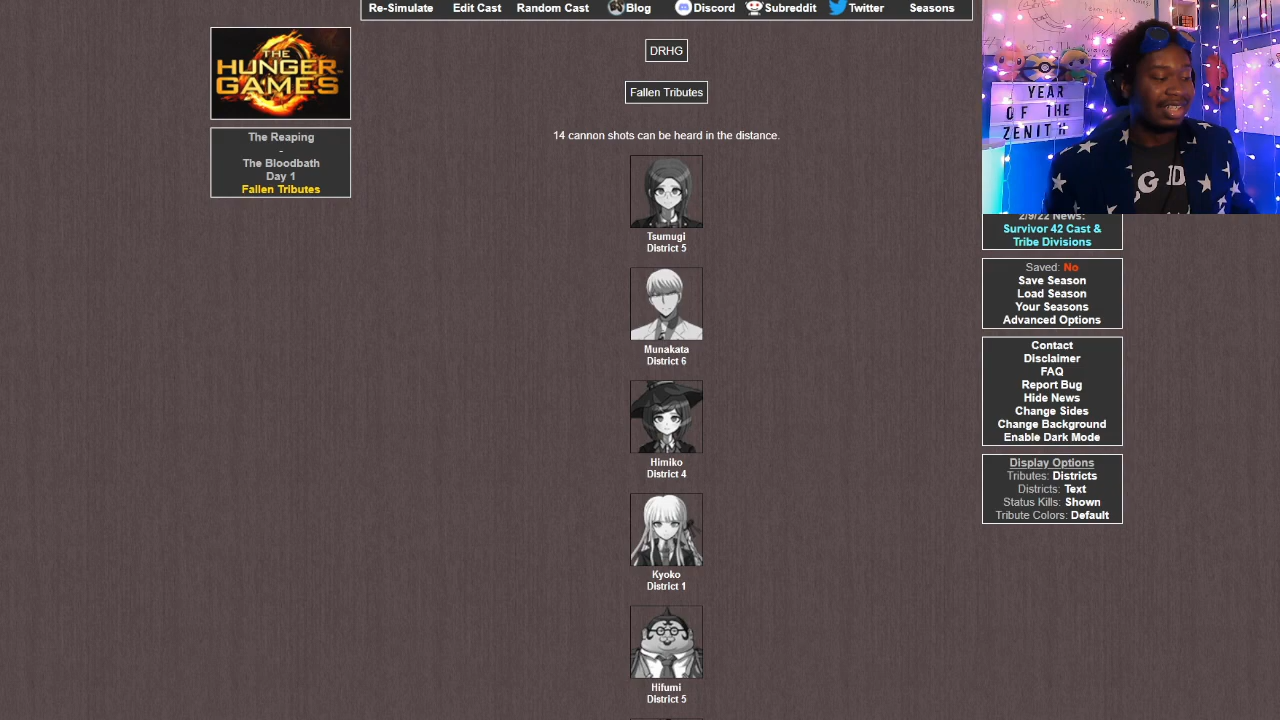 Re-Simulate Edit Cast Random Cast Blog Discord Subreddit Twitter Seasons
THE
HUNGER
GAMES
The Reaping
-
The Bloodbath
Day 1
Fallen Tributes
DRHG
Fallen Tributes
14 cannon shots can be heard in the distance.
Tsumugi
District 5
Munakata
District 6
Himiko
District 4
Kyoko
District 1
Hifumi
District 5
YEAR
OF THE
ZENITH
2/9/22 News:
Survivor 42 Cast &
Tribe Divisions
Saved: No
Save Season
Load Season
Your Seasons
Advanced Options
Contact
Disclaimer
FAQ
Report Bug
Hide News
Change Sides
Change Background
Enable Dark Mode
Display Options
Tributes: Districts
Districts: Text
Status Kills: Shown
Tribute Colors: Default